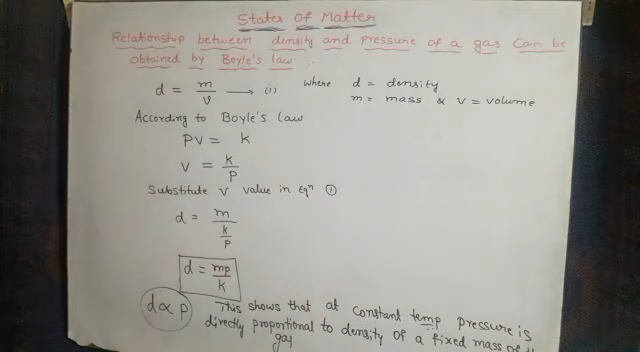 States Of Matter
Relationship between density and pressure of a gas Can be
obtained by Boyle's law :-
d = m/V → (1) where d = density
m = mass & V = volume
According to Boyle's law
PV = K
V = K/P
Substitute V value in Eqn ①
d = m/(K/P)
d = mp/K
d ∝ P This shows that at Constant temp pressure is
directly proportional to density of a fixed mass of
gas